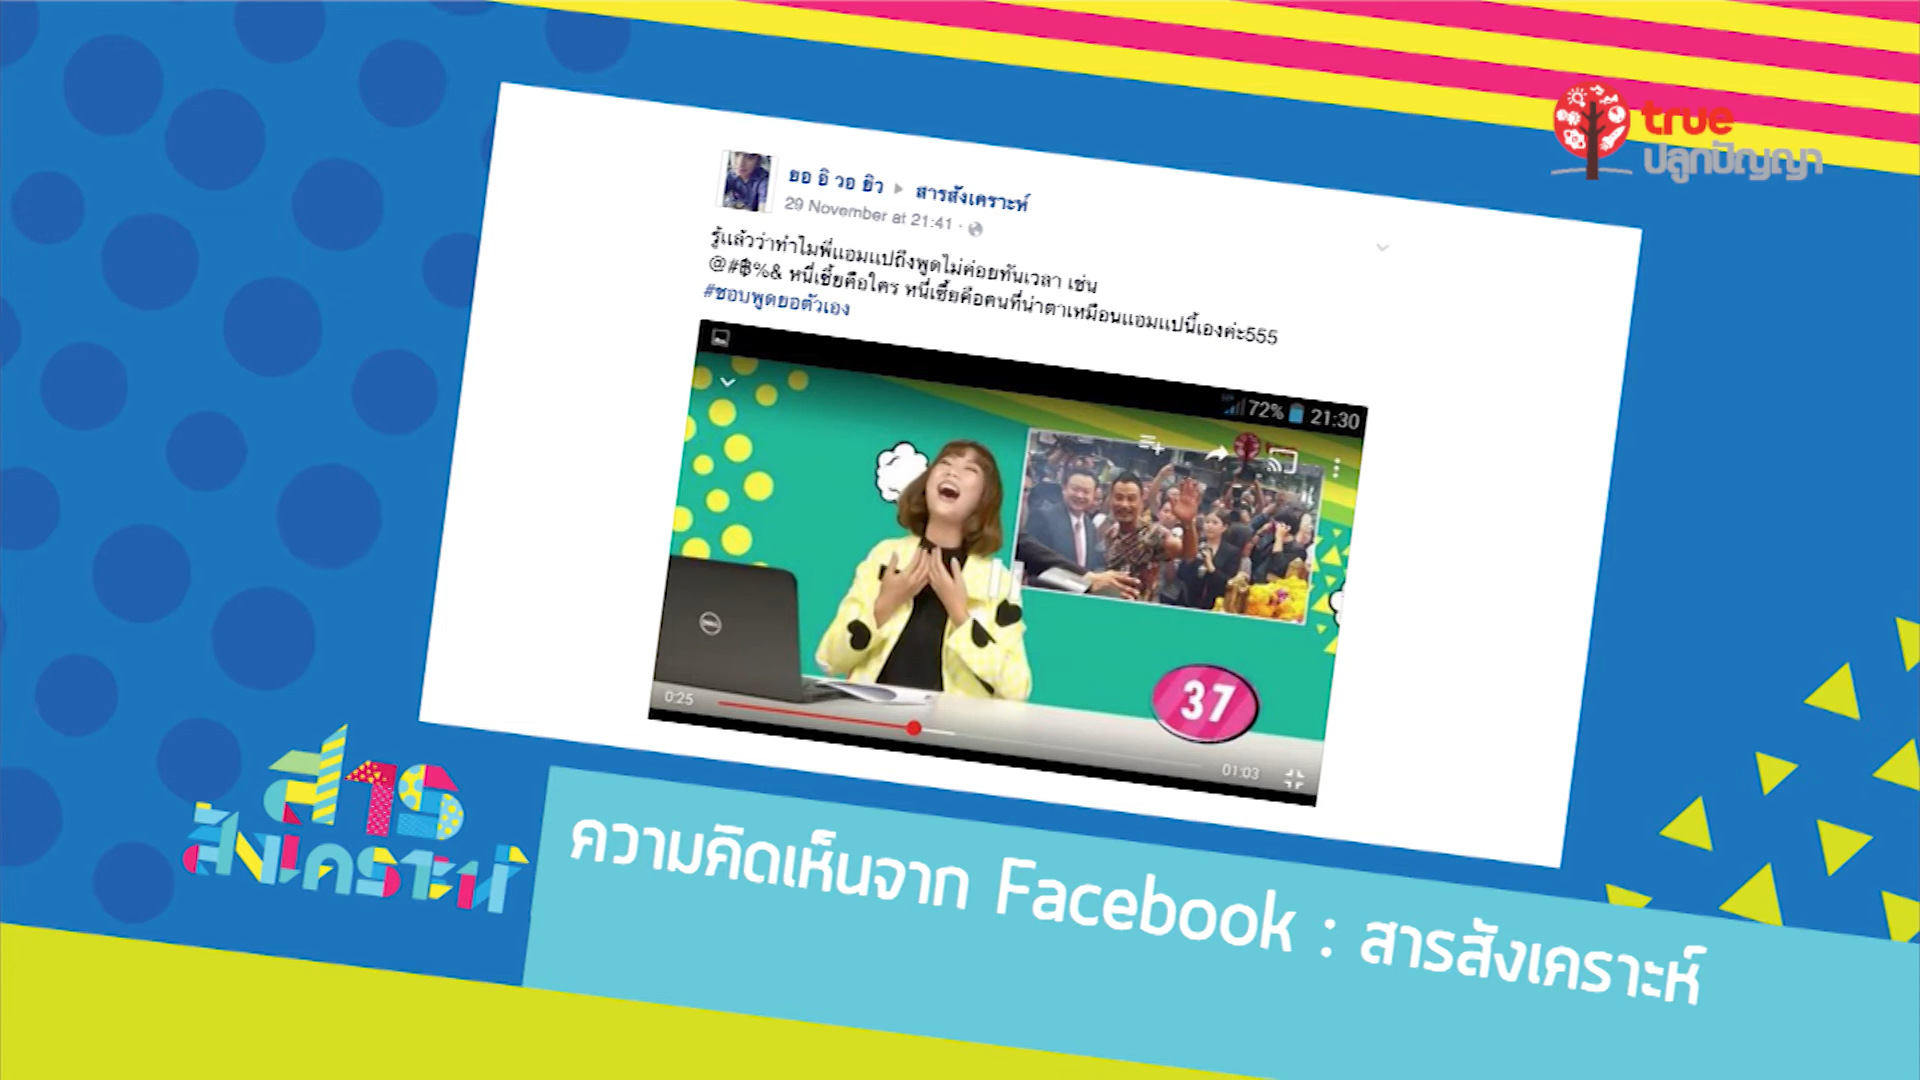 true
ปลูกปัญญา
ยอ อิ วอ ยิว ▶ สารสังเคราะห์
29 November at 21:41 ·
รู้แล้วว่าทำไมพี่แอมแปถึงพูดไม่ค่อยทันเวลา เช่น
@#฿%& หนี่เชี้ยคือใคร หนี่เชี้ยคือคนที่น่าตาเหมือนแอมแปนี้เองค่ะ555
#ชอบพูดยอตัวเอง
72% 21:30
DELL
37
0:25
01:03
สาร
สังเคราะห์
ความคิดเห็นจาก Facebook : สารสังเคราะห์